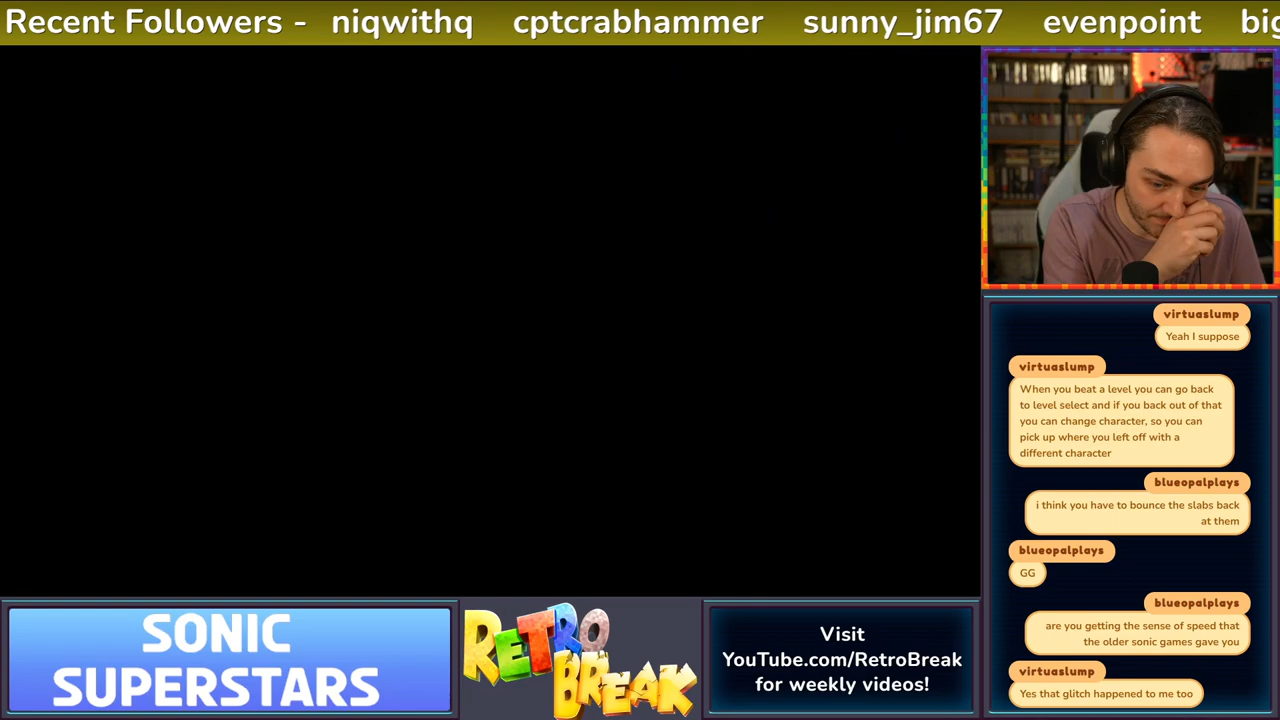 Recent Followers - niqwithq cptcrabhammer sunny_jim67 evenpoint big
virtuaslump
Yeah I suppose
virtuaslump
When you beat a level you can go back
to level select and if you back out of that
you can change character, so you can
pick up where you left off with a
different character
blueopalplays
i think you have to bounce the slabs back
at them
blueopalplays
GG
blueopalplays
are you getting the sense of speed that
the older sonic games gave you
virtuaslump
Yes that glitch happened to me too
SONIC
SUPERSTARS
RETRO
BREAK
Visit
YouTube.com/RetroBreak
for weekly videos!